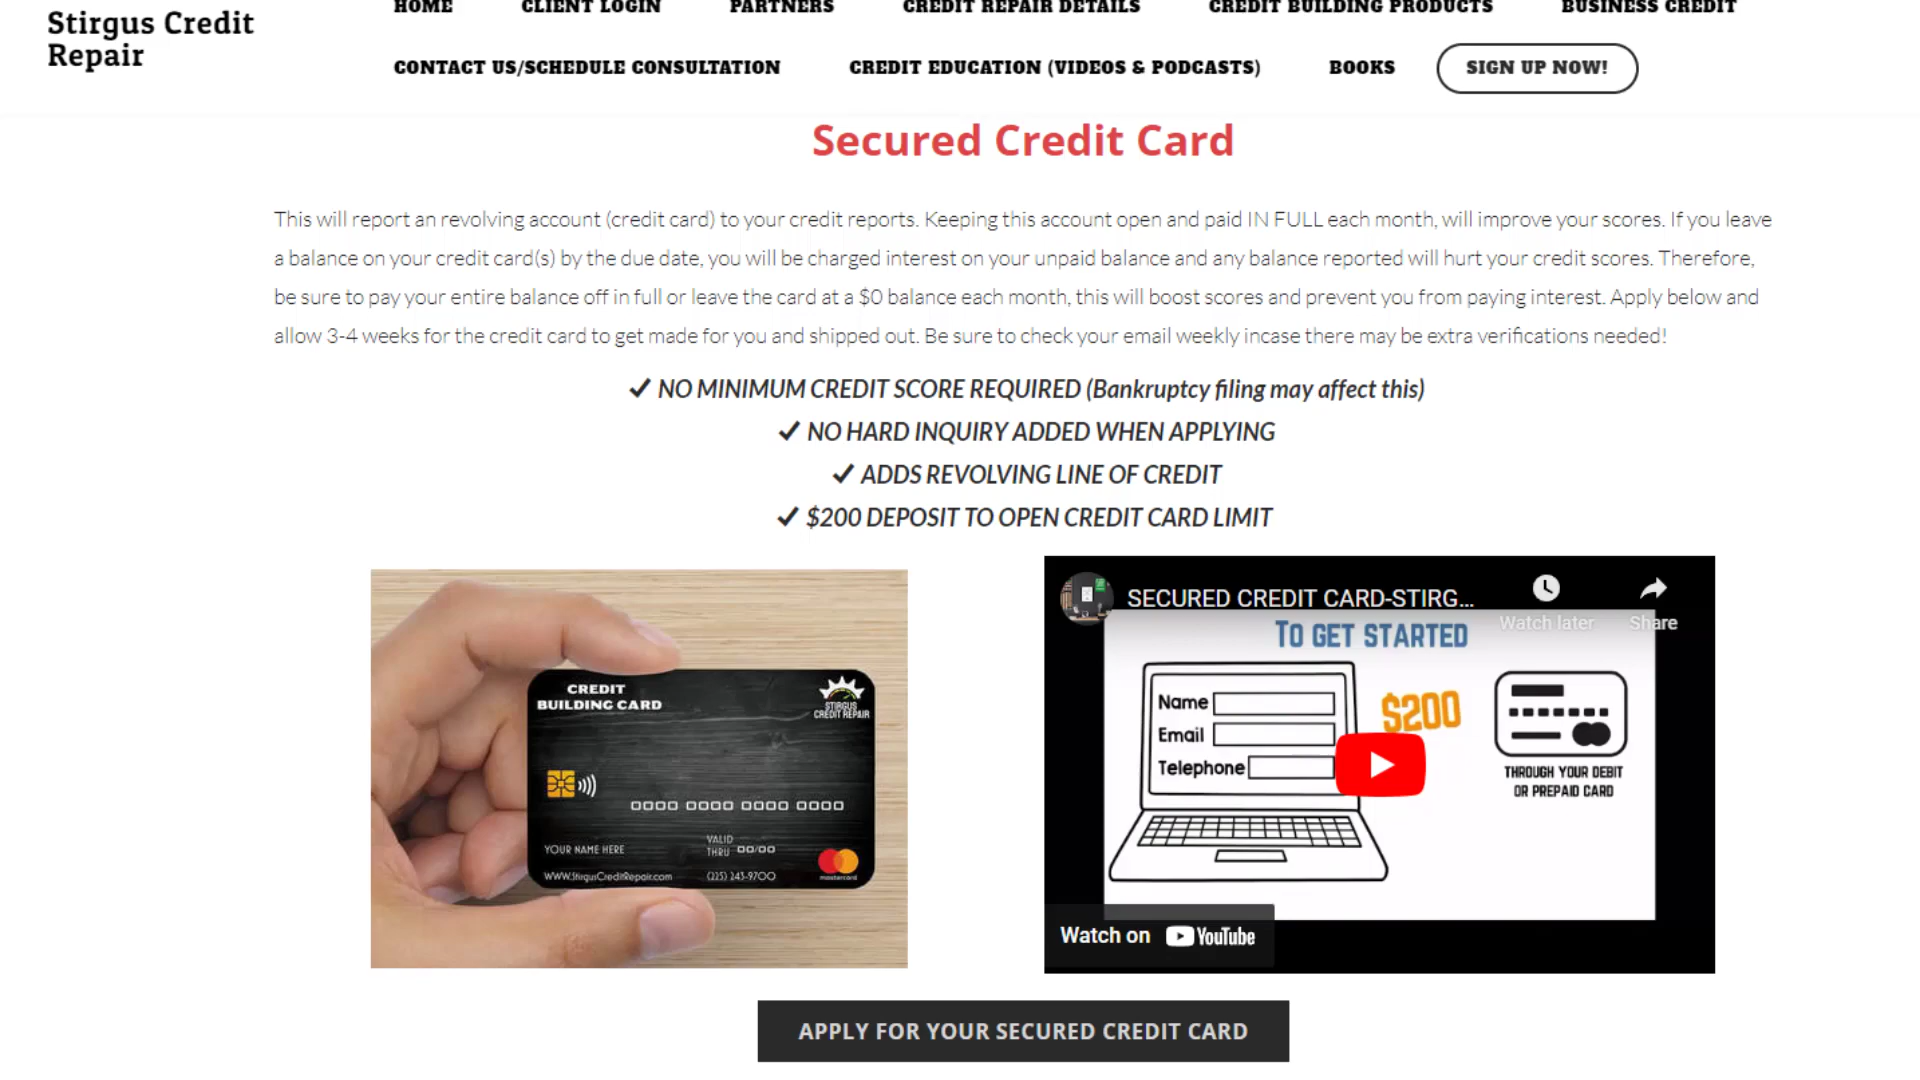 Stirgus Credit
Repair
HOME CLIENT LOGIN PARTNERS CREDIT REPAIR DETAILS CREDIT BUILDING PRODUCTS BUSINESS CREDIT
CONTACT US/SCHEDULE CONSULTATION CREDIT EDUCATION (VIDEOS & PODCASTS) BOOKS SIGN UP NOW!
Secured Credit Card
This will report an revolving account (credit card) to your credit reports. Keeping this account open and paid IN FULL each month, will improve your scores. If you leave
a balance on your credit card(s) by the due date, you will be charged interest on your unpaid balance and any balance reported will hurt your credit scores. Therefore,
be sure to pay your entire balance off in full or leave the card at a $0 balance each month, this will boost scores and prevent you from paying interest. Apply below and
allow 3-4 weeks for the credit card to get made for you and shipped out. Be sure to check your email weekly incase there may be extra verifications needed!
✔ NO MINIMUM CREDIT SCORE REQUIRED (Bankruptcy filing may affect this)
✔ NO HARD INQUIRY ADDED WHEN APPLYING
✔ ADDS REVOLVING LINE OF CREDIT
✔ $200 DEPOSIT TO OPEN CREDIT CARD LIMIT
CREDIT
BUILDING CARD
STIRGUS
CREDIT REPAIR
0000 0000 0000 0000
VALID
THRU 00/00
YOUR NAME HERE
WWW.StirgusCreditRepair.com (225) 243-9700
mastercard
SECURED CREDIT CARD-STIRG...
Watch later Share
TO GET STARTED
Name
Email
Telephone
$200
THROUGH YOUR DEBIT
OR PREPAID CARD
Watch on YouTube
APPLY FOR YOUR SECURED CREDIT CARD